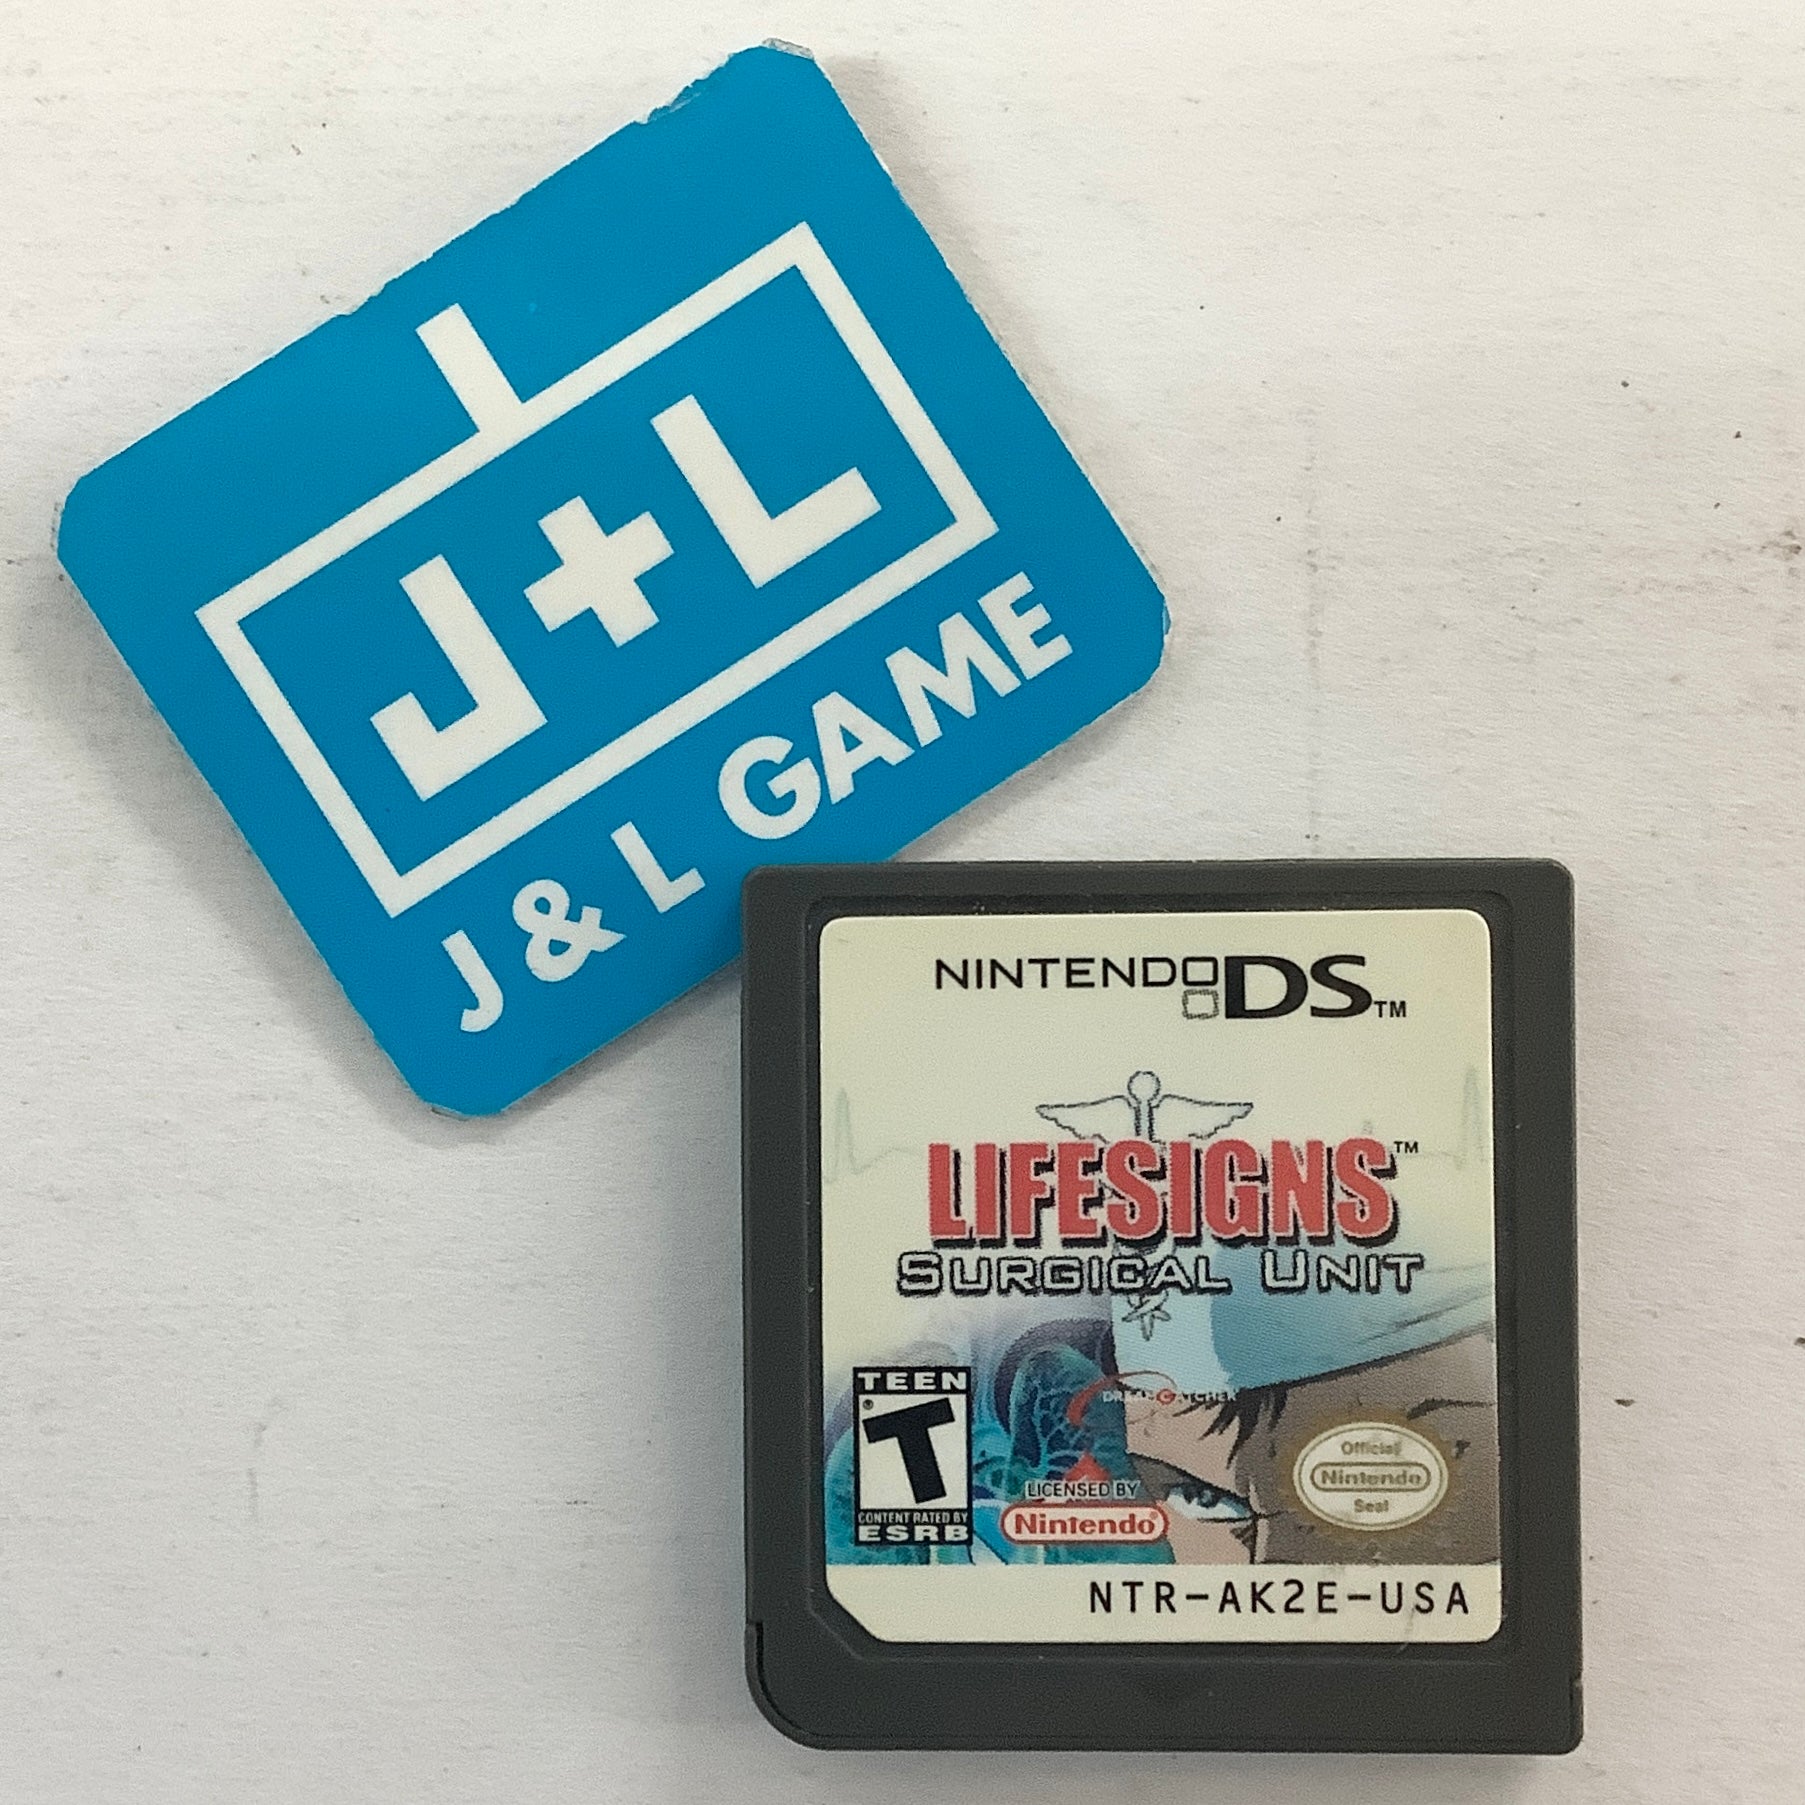 J+L
J & L GAME
NINTENDO DS™
LIFESIGNS™
SURGICAL UNIT
DREAMCATCHER
TEEN
T
®
CONTENT RATED BY
ESRB
LICENSED BY
Nintendo®
Official
Nintendo
Seal
NTR-AK2E-USA